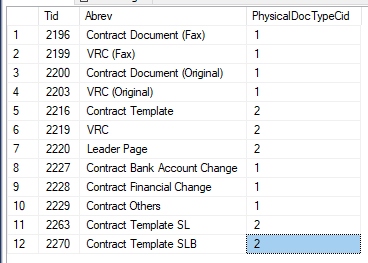 Tid Abrev PhysicalDocTypeCid
1 2196 Contract Document (Fax) 1
2 2199 VRC (Fax) 1
3 2200 Contract Document (Original) 1
4 2203 VRC (Original) 1
5 2216 Contract Template 2
6 2219 VRC 2
7 2220 Leader Page 2
8 2227 Contract Bank Account Change 1
9 2228 Contract Financial Change 1
10 2229 Contract Others 1
11 2263 Contract Template SL 2
12 2270 Contract Template SLB 2